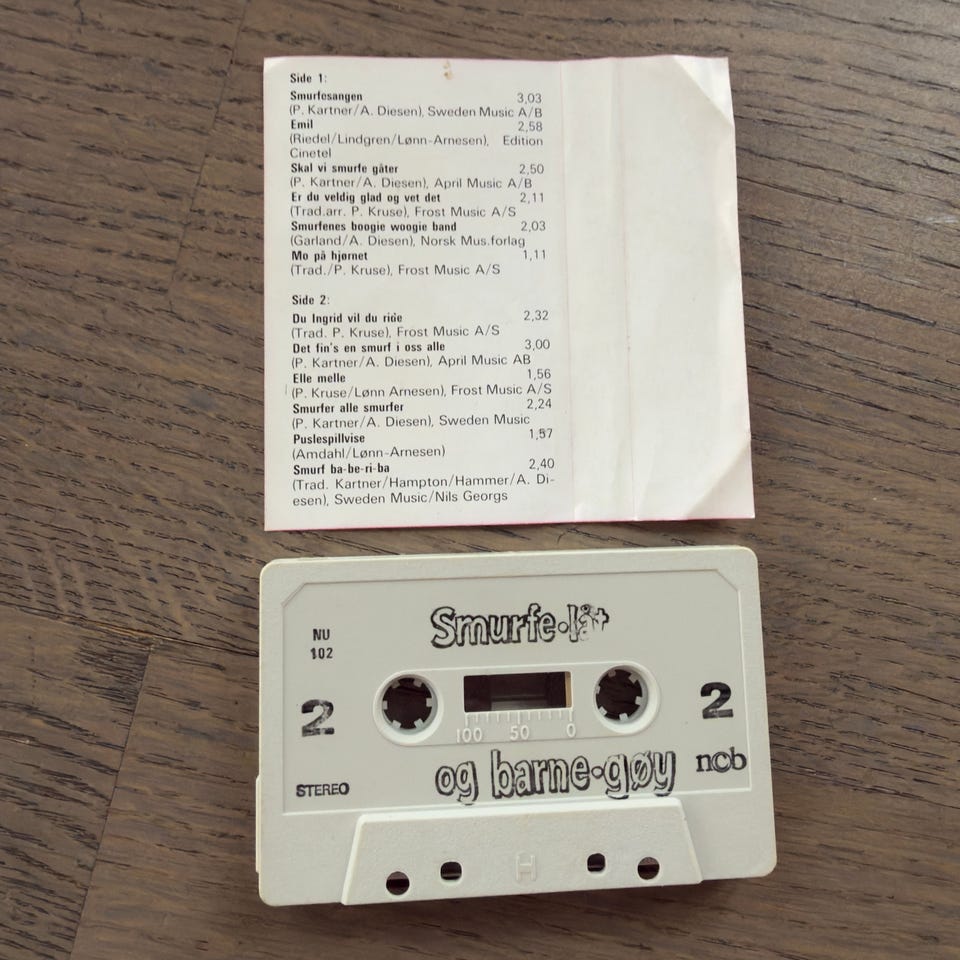 Side 1:
Smurfesangen 3,03
(P. Kartner/A. Diesen), Sweden Music A/B
Emil 2,58
(Riedel/Lindgren/Lønn-Arnesen), Edition
Cinetel
Skal vi smurfe gåter 2,50
(P. Kartner/A. Diesen), April Music A/B
Er du veldig glad og vet det 2,11
(Trad.arr. P. Kruse), Frost Music A/S
Smurfenes boogie woogie band 2,03
(Garland/A. Diesen), Norsk Mus.forlag
Mo på hjørnet 1,11
(Trad./P. Kruse), Frost Music A/S
Side 2:
Du Ingrid vil du ride 2,32
(Trad. P. Kruse), Frost Music A/S
Det fin's en smurf i oss alle 3,00
(P. Kartner/A. Diesen), April Music AB
Elle melle 1,56
(P. Kruse/Lønn Arnesen), Frost Music A/S
Smurfer alle smurfer 2,24
(P. Kartner/A. Diesen), Sweden Music
Puslespillvise 1,57
(Amdahl/Lønn-Arnesen)
Smurf ba-be-ri-ba 2,40
(Trad. Kartner/Hampton/Hammer/A. Di-
esen), Sweden Music/Nils Georgs
Smurfe·låt
NU
102
2 2
100 50 0
og barne·gøy
STEREO
ncb
H